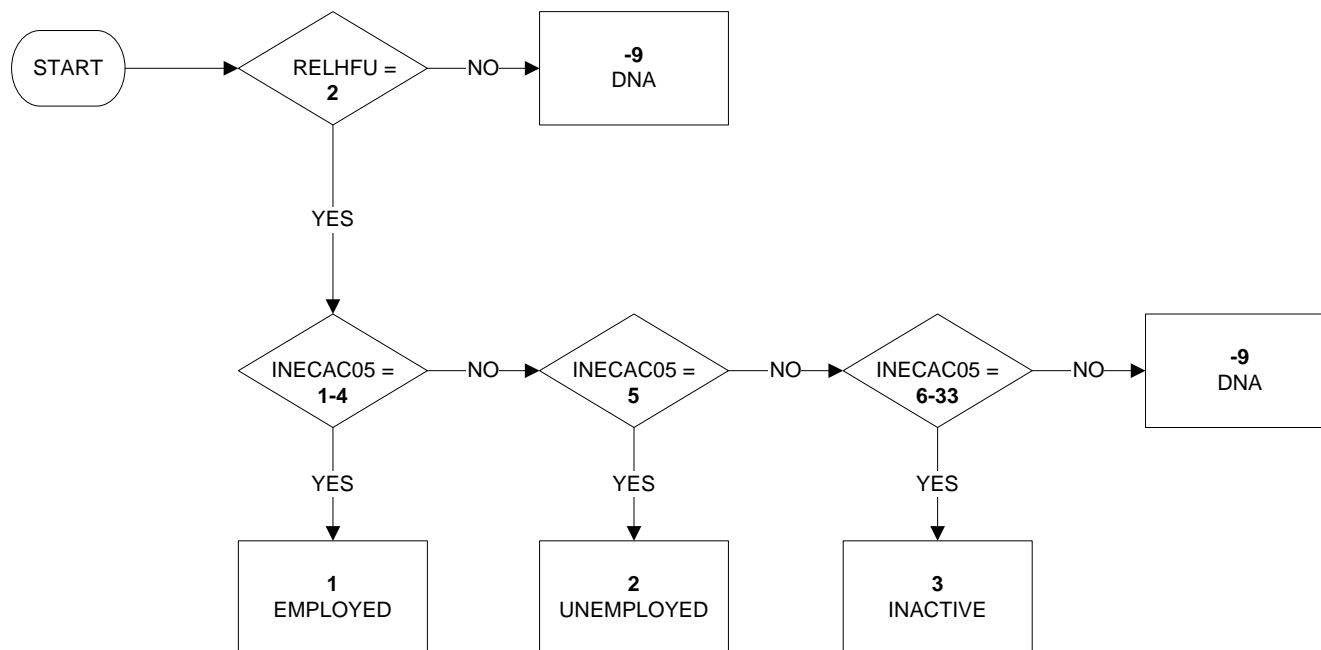 START
RELHFU =
2
NO
-9
DNA
YES
INECAC05 =
1-4
NO
INECAC05 =
5
NO
INECAC05 =
6-33
NO
-9
DNA
YES
YES
YES
1
EMPLOYED
2
UNEMPLOYED
3
INACTIVE